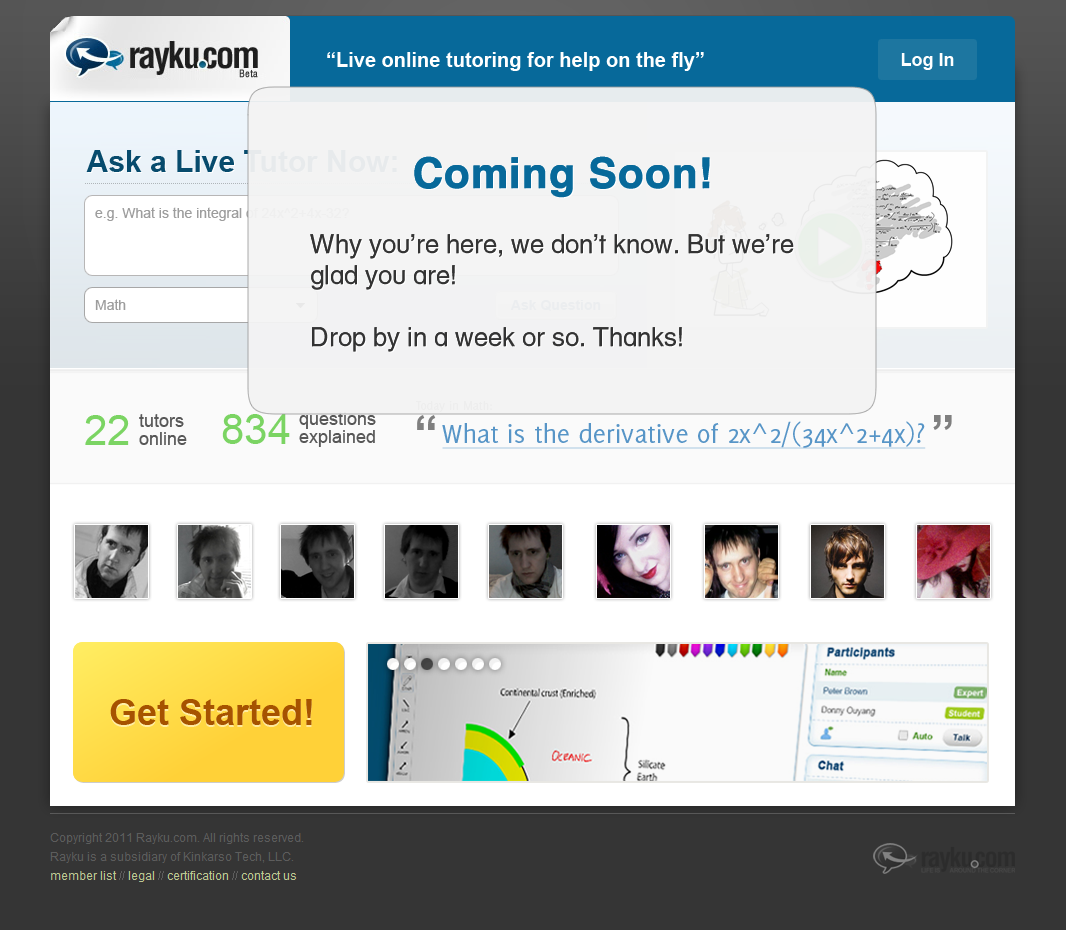 rayku.com
Beta
“Live online tutoring for help on the fly”
Log In
Ask a Live Tutor Now:
Coming Soon!
e.g. What is the integral
Why you’re here, we don’t know. But we’re
glad you are!
Math
Ask Question
Drop by in a week or so. Thanks!
22 tutors online
834 questions explained
“What is the derivative of 2x^2/(34x^2+4x)?”
Get Started!
Continental crust (Enriched)
OCEANIC
Silicate
Earth
Participants
Name
Peter Brown Expert
Donny Ouyang Student
Auto Talk
Chat
Copyright 2011 Rayku.com. All rights reserved.
Rayku is a subsidiary of Kinkarso Tech, LLC.
member list // legal // certification // contact us
rayku.com